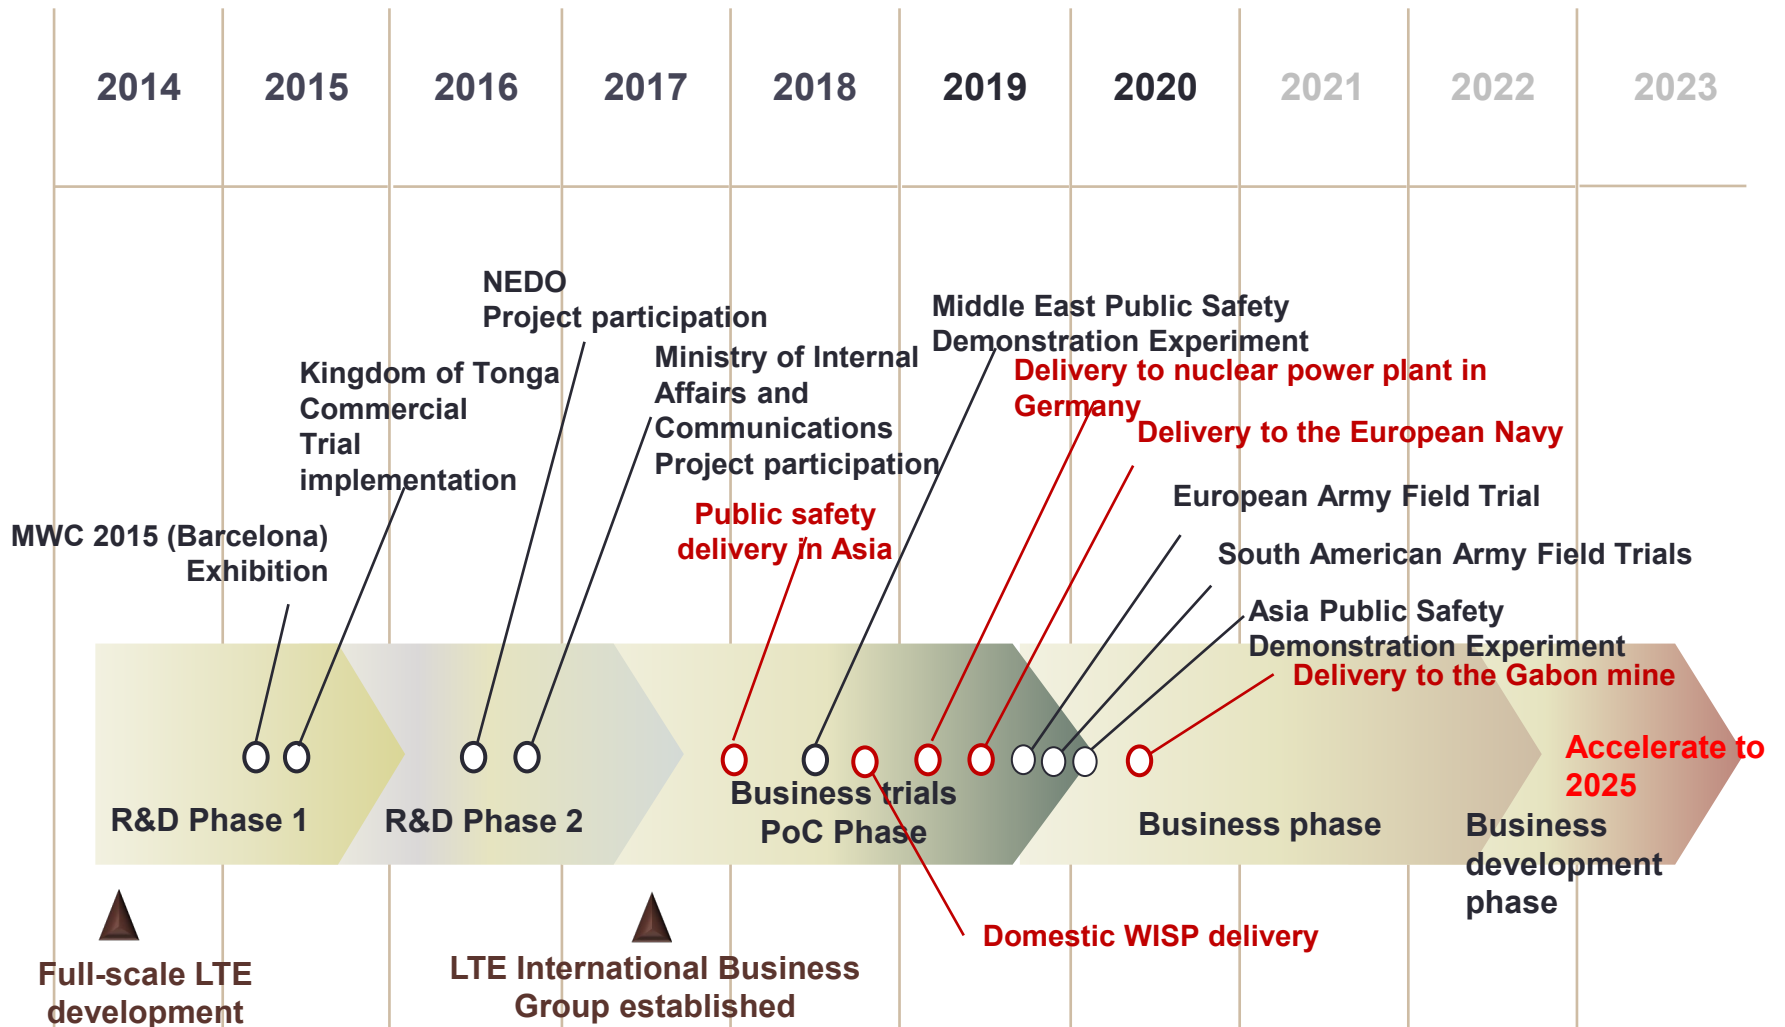 2014
2015
2016
2017
2018
2019
2020
2021
2022
2023
NEDO
Project participation
Middle East Public Safety
Demonstration Experiment
Kingdom of Tonga
Commercial
Trial
implementation
Ministry of Internal
Affairs and
Communications
Project participation
Delivery to nuclear power plant in
Germany
Delivery to the European Navy
MWC 2015 (Barcelona)
Exhibition
Public safety
delivery in Asia
European Army Field Trial
South American Army Field Trials
Asia Public Safety
Demonstration Experiment
Delivery to the Gabon mine
Accelerate to
2025
R&D Phase 1
R&D Phase 2
Business trials
PoC Phase
Business phase
Business
development
phase
Domestic WISP delivery
Full-scale LTE
development
LTE International Business
Group established